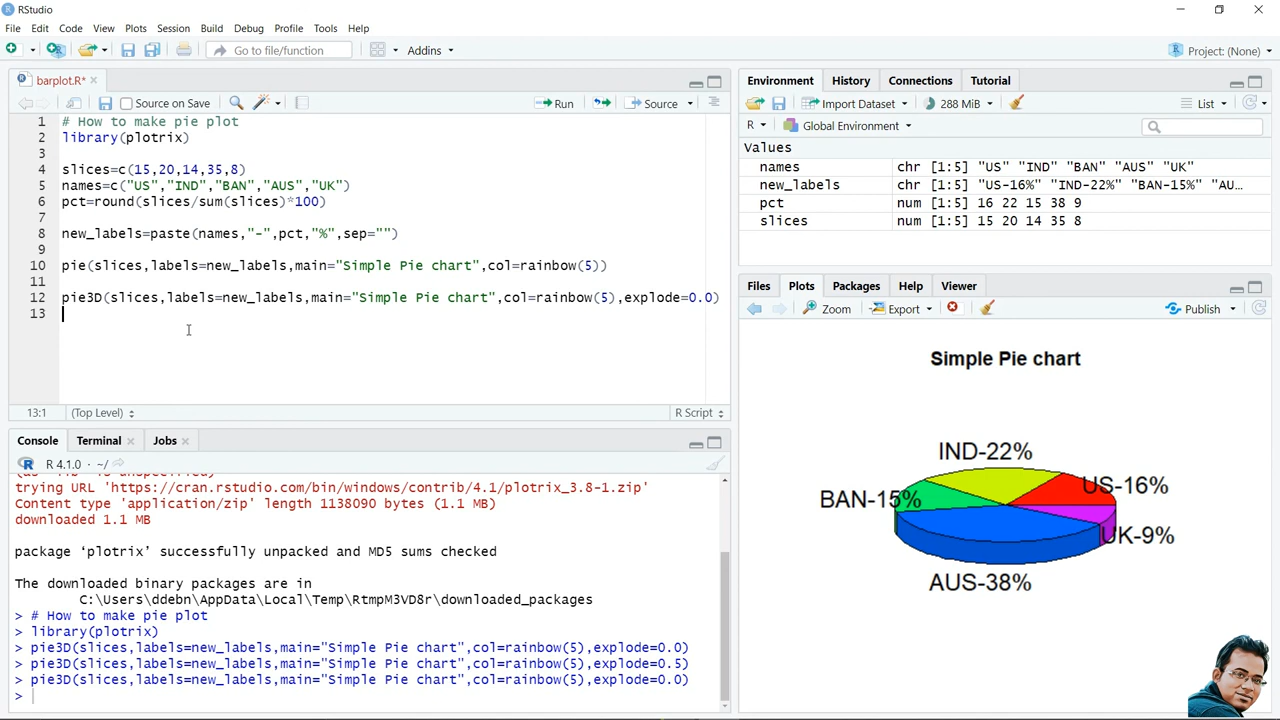 RStudio
File Edit Code View Plots Session Build Debug Profile Tools Help
Go to file/function Addins Project: (None)
barplot.R*
Source on Save Run Source
1 # How to make pie plot
2 library(plotrix)
3
4 slices=c(15,20,14,35,8)
5 names=c("US","IND","BAN","AUS","UK")
6 pct=round(slices/sum(slices)*100)
7
8 new_labels=paste(names,"-",pct,"%",sep="")
9
10 pie(slices,labels=new_labels,main="Simple Pie chart",col=rainbow(5))
11
12 pie3D(slices,labels=new_labels,main="Simple Pie chart",col=rainbow(5),explode=0.0)
13
13:1 (Top Level) R Script
Console Terminal Jobs
R 4.1.0 · ~/
trying URL 'https://cran.rstudio.com/bin/windows/contrib/4.1/plotrix_3.8-1.zip'
Content type 'application/zip' length 1138090 bytes (1.1 MB)
downloaded 1.1 MB
package ‘plotrix’ successfully unpacked and MD5 sums checked
The downloaded binary packages are in
C:\Users\ddebn\AppData\Local\Temp\RtmpM3VD8r\downloaded_packages
> # How to make pie plot
> library(plotrix)
> pie3D(slices,labels=new_labels,main="Simple Pie chart",col=rainbow(5),explode=0.0)
> pie3D(slices,labels=new_labels,main="Simple Pie chart",col=rainbow(5),explode=0.5)
> pie3D(slices,labels=new_labels,main="Simple Pie chart",col=rainbow(5),explode=0.0)
>
Environment History Connections Tutorial
Import Dataset 288 MiB List
R Global Environment
Values
names chr [1:5] "US" "IND" "BAN" "AUS" "UK"
new_labels chr [1:5] "US-16%" "IND-22%" "BAN-15%" "AU…
pct num [1:5] 16 22 15 38 9
slices num [1:5] 15 20 14 35 8
Files Plots Packages Help Viewer
Zoom Export Publish
Simple Pie chart
IND-22%
US-16%
BAN-15%
UK-9%
AUS-38%